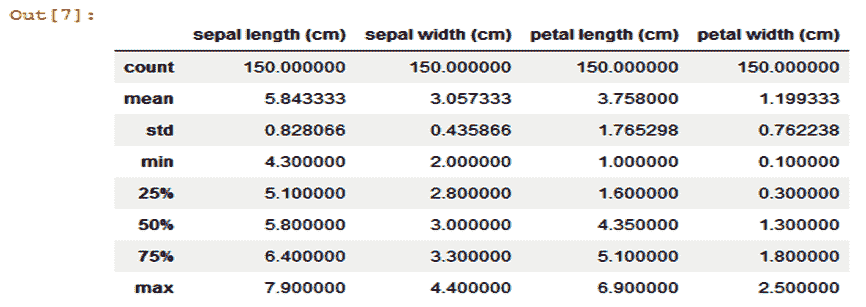 Out[7]:
sepal length (cm) sepal width (cm) petal length (cm) petal width (cm)
count 150.000000 150.000000 150.000000 150.000000
mean 5.843333 3.057333 3.758000 1.199333
std 0.828066 0.435866 1.765298 0.762238
min 4.300000 2.000000 1.000000 0.100000
25% 5.100000 2.800000 1.600000 0.300000
50% 5.800000 3.000000 4.350000 1.300000
75% 6.400000 3.300000 5.100000 1.800000
max 7.900000 4.400000 6.900000 2.500000